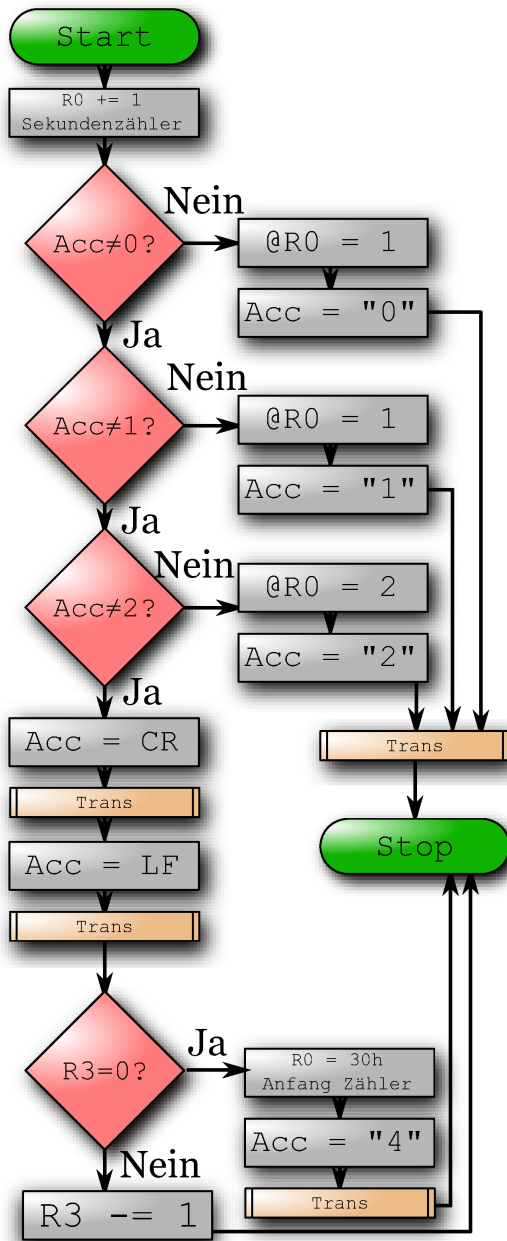 Start
R0 += 1
Sekundenzähler
Acc≠0?
Nein
@R0 = 1
Acc = "0"
Ja
Acc≠1?
Nein
@R0 = 1
Acc = "1"
Ja
Acc≠2?
Nein
@R0 = 2
Acc = "2"
Ja
Acc = CR
Trans
Trans
Acc = LF
Stop
Trans
R3=0?
Ja
R0 = 30h
Anfang Zähler
Acc = "4"
Trans
Nein
R3 -= 1